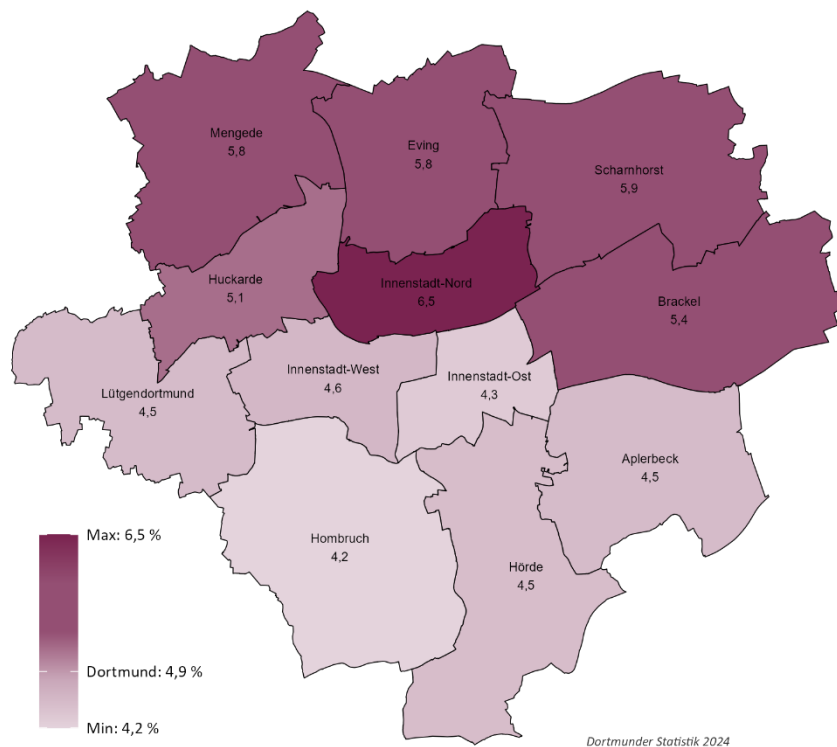 Mengede
5,8
Eving
5,8
Scharnhorst
5,9
Huckarde
5,1
Innenstadt-Nord
6,5
Brackel
5,4
Lütgendortmund
4,5
Innenstadt-West
4,6
Innenstadt-Ost
4,3
Aplerbeck
4,5
Hombruch
4,2
Hörde
4,5
Max: 6,5 %
Dortmund: 4,9 %
Min: 4,2 %
Dortmunder Statistik 2024